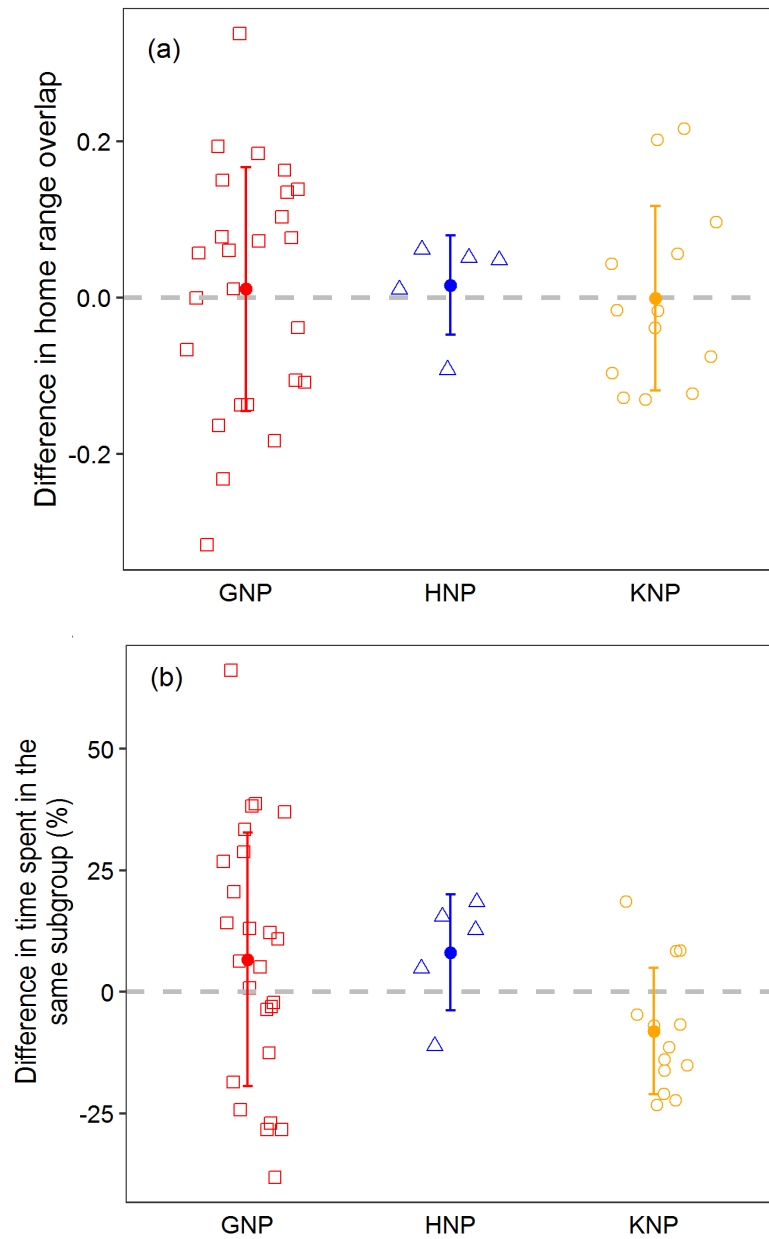 (a)
Difference in home range overlap
0.2
0.0
-0.2
GNP HNP KNP
(b)
Difference in time spent in the
same subgroup (%)
50
25
0
-25
GNP HNP KNP